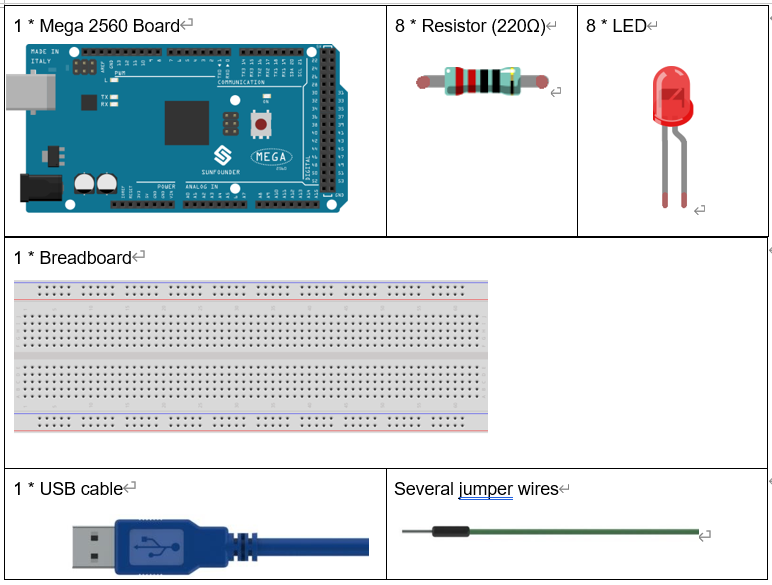 1 * Mega 2560 Board
8 * Resistor (220Ω)
8 * LED
MADE IN
ITALY
PWM
COMMUNICATION
L
TX
RX
ON
SUNFOUNDER
MEGA
2560
DIGITAL
POWER
ANALOG IN
1 * Breadboard
1 * USB cable
Several jumper wires